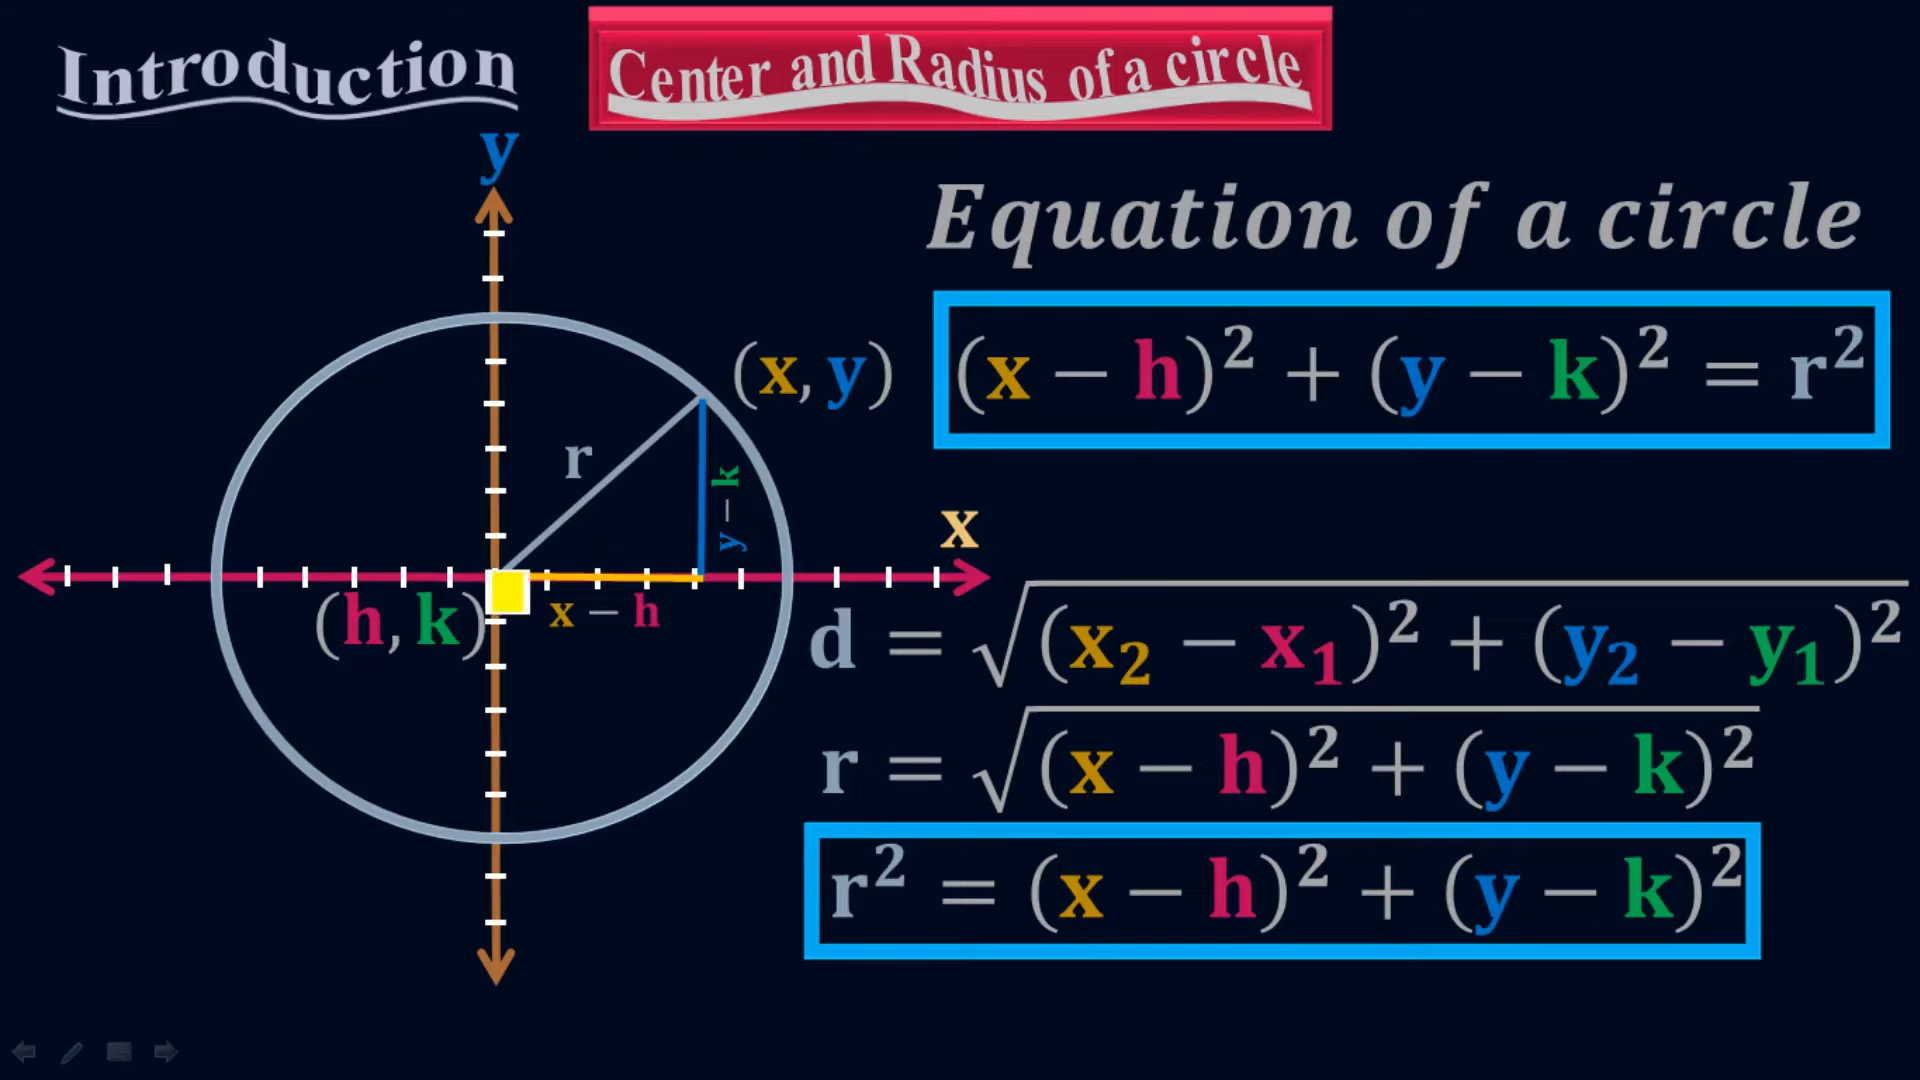 Introduction
Center and Radius of a circle
y
Equation of a circle
(x, y)
(x − h)² + (y − k)² = r²
r
y − k
x
(h, k)
x − h
d = √(x₂ − x₁)² + (y₂ − y₁)²
r = √(x − h)² + (y − k)²
r² = (x − h)² + (y − k)²